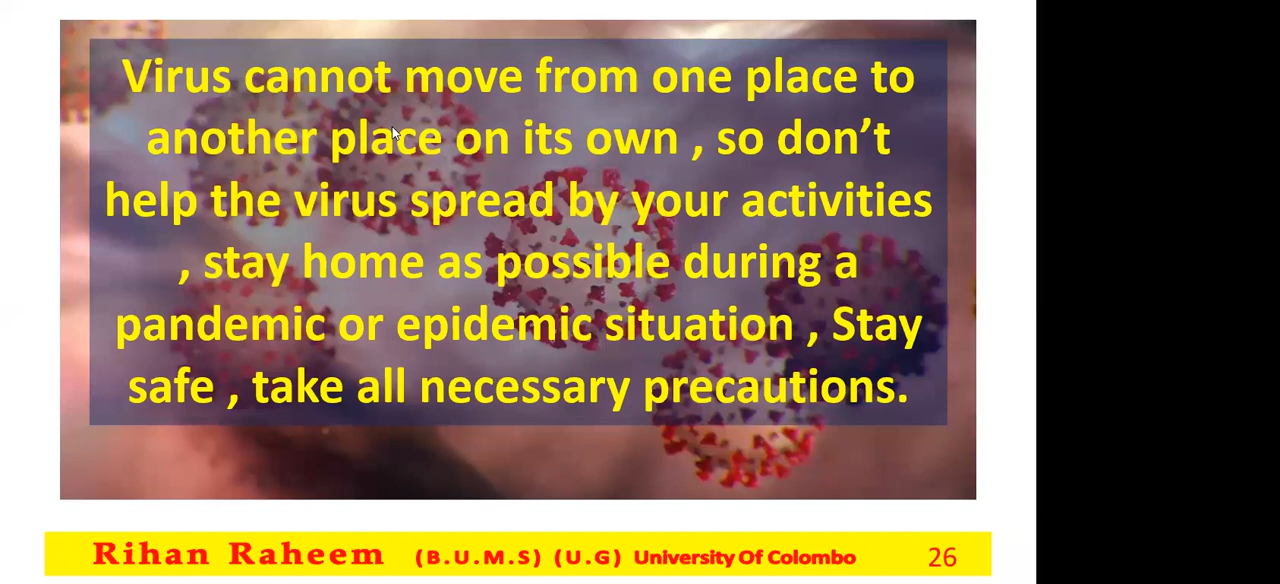 Virus cannot move from one place to
another place on its own , so don’t
help the virus spread by your activities
, stay home as possible during a
pandemic or epidemic situation , Stay
safe , take all necessary precautions.
Rihan Raheem (B.U.M.S) (U.G) University Of Colombo 26